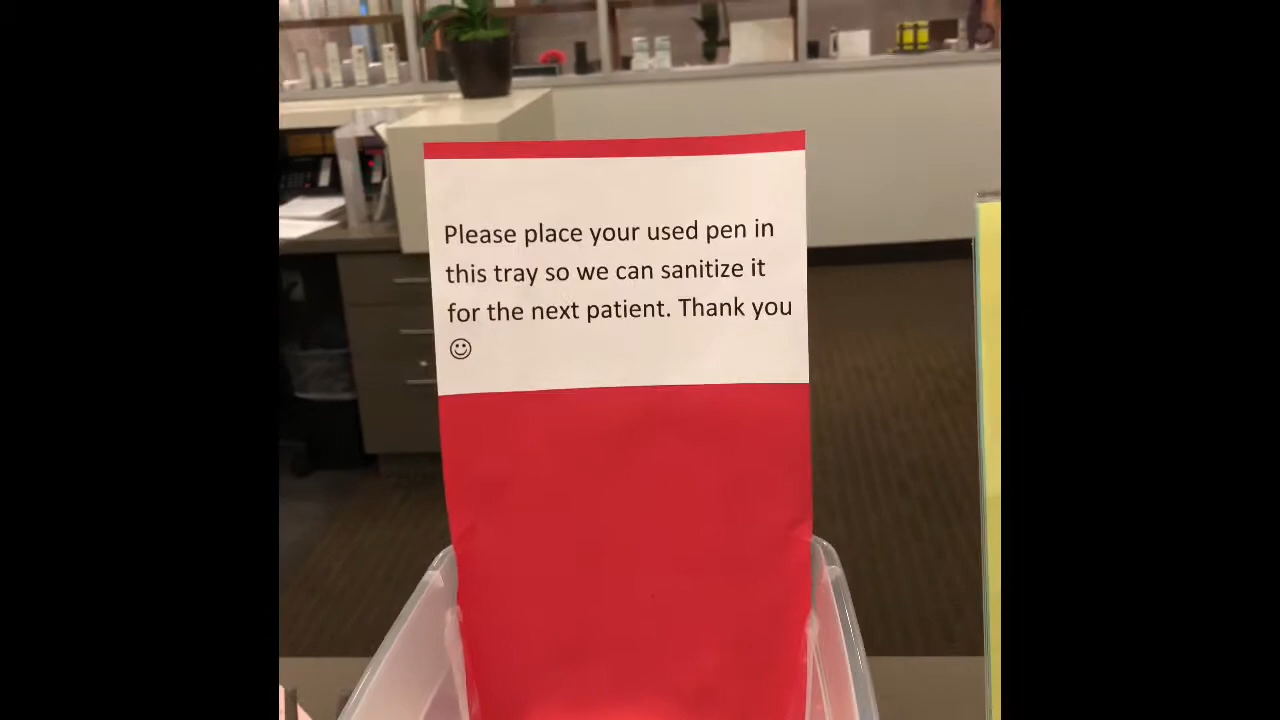 Please place your used pen in
this tray so we can sanitize it
for the next patient. Thank you
☺